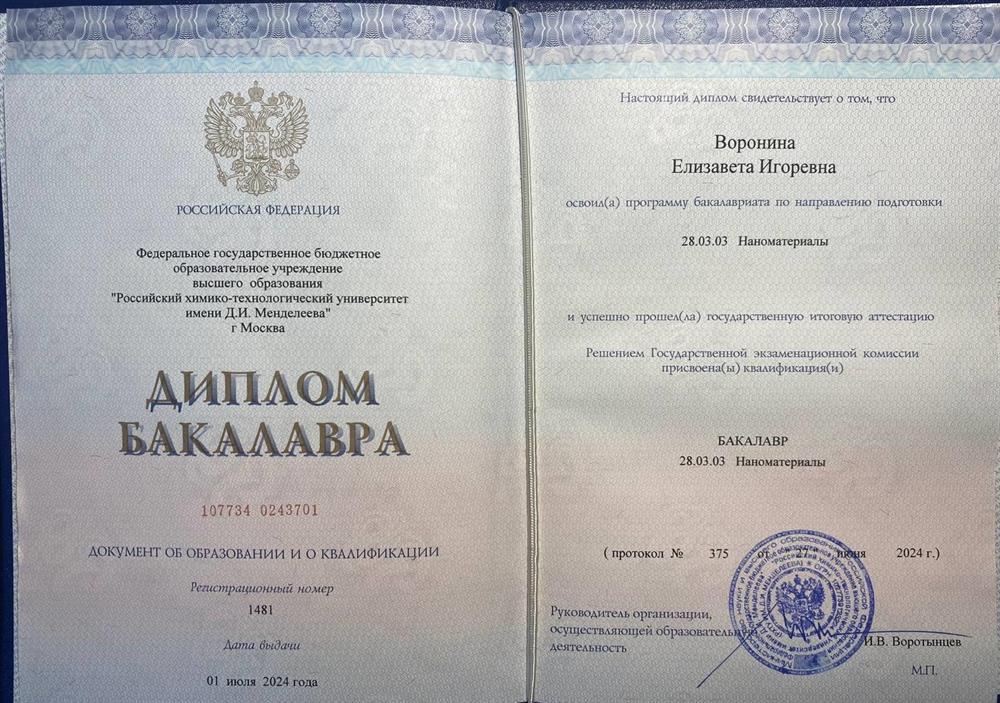 РОССИЙСКАЯ ФЕДЕРАЦИЯ
Федеральное государственное бюджетное
образовательное учреждение
высшего образования
"Российский химико-технологический университет
имени Д.И. Менделеева"
г Москва
ДИПЛОМ
БАКАЛАВРА
107734 0243701
ДОКУМЕНТ ОБ ОБРАЗОВАНИИ И О КВАЛИФИКАЦИИ
Регистрационный номер
1481
Дата выдачи
01 июля 2024 года
Настоящий диплом свидетельствует о том, что
Воронина
Елизавета Игоревна
освоил(а) программу бакалавриата по направлению подготовки
28.03.03 Наноматериалы
и успешно прошел(ла) государственную итоговую аттестацию
Решением Государственной экзаменационной комиссии
присвоена(ы) квалификация(и)
БАКАЛАВР
28.03.03 Наноматериалы
( протокол № 375 от 27 июня 2024 г.)
Руководитель организации,
осуществляющей образовательную
деятельность
И.В. Воротынцев
М.П.